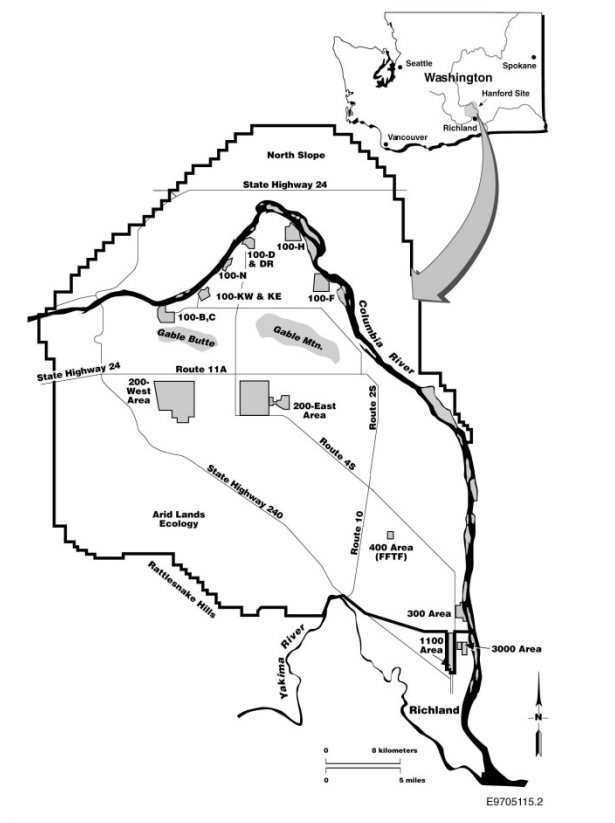 Seattle
Spokane
Washington
Hanford Site
Richland
Vancouver
North Slope
State Highway 24
100-H
100-D
& DR
100-N
100-KW & KE
100-F
100-B,C
Columbia
River
Gable Butte
Gable Mtn.
State Highway 24
Route 11A
200-
West
Area
200-East
Area
Route 2S
Route 4S
State Highway 240
Route 10
Arid Lands
Ecology
400 Area
(FFTF)
Rattlesnake Hills
300 Area
1100
Area
3000 Area
Yakima
River
Richland
N
0
8 kilometers
0
5 miles
E9705115.2